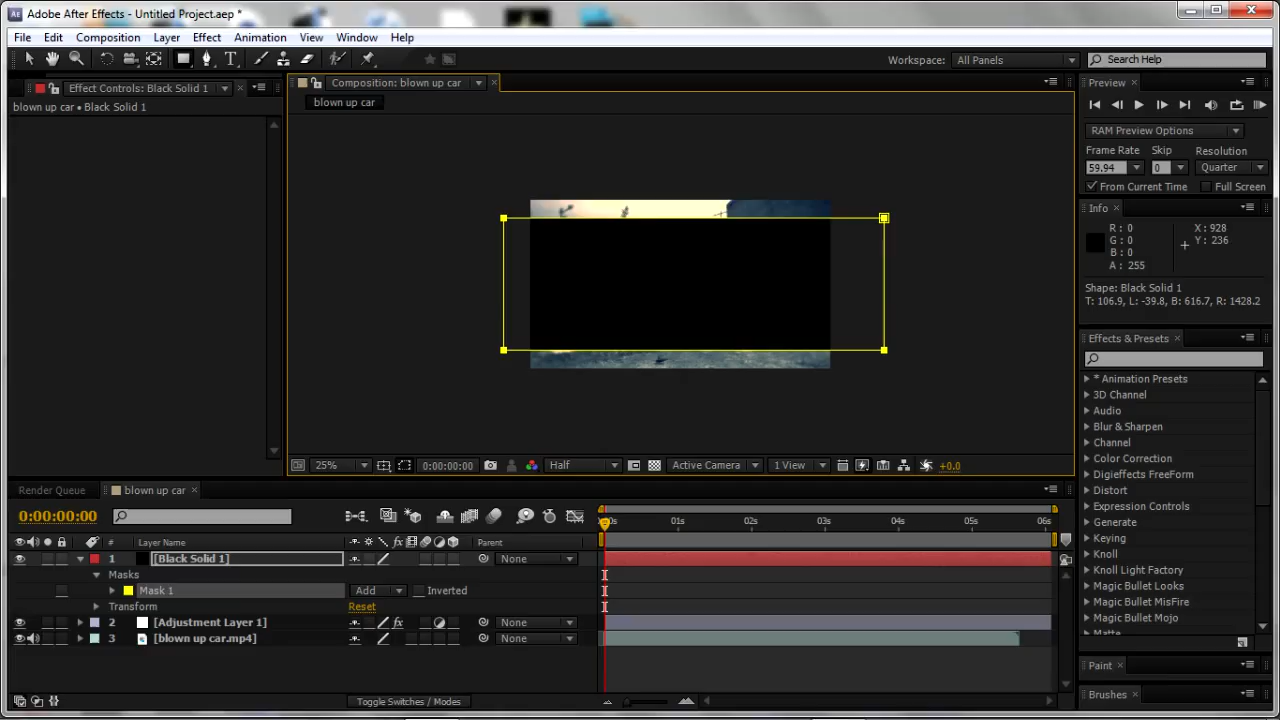 Adobe After Effects - Untitled Project.aep *
File Edit Composition Layer Effect Animation View Window Help
Workspace: All Panels Search Help
Effect Controls: Black Solid 1
blown up car • Black Solid 1
Composition: blown up car
blown up car
Preview
RAM Preview Options
Frame Rate Skip Resolution
59.94 0 Quarter
From Current Time Full Screen
Info
R: 0 X: 928
G: 0 Y: 236
B: 0
A: 255
Shape: Black Solid 1
T: 106.9, L: -39.8, B: 616.7, R: 1428.2
Effects & Presets
* Animation Presets
3D Channel
Audio
Blur & Sharpen
Channel
Color Correction
Digieffects FreeForm
Distort
Expression Controls
Generate
Keying
Knoll
Knoll Light Factory
Magic Bullet Looks
Magic Bullet MisFire
Magic Bullet Mojo
Matte
Paint
Brushes
25% 0:00:00:00 Half Active Camera 1 View +0.0
Render Queue blown up car
0:00:00:00
01s 02s 03s 04s 05s 06s
# Layer Name Parent
1 [Black Solid 1] None
Masks
Mask 1 Add Inverted
Transform Reset
2 [Adjustment Layer 1] fx None
3 [blown up car.mp4] None
Toggle Switches / Modes